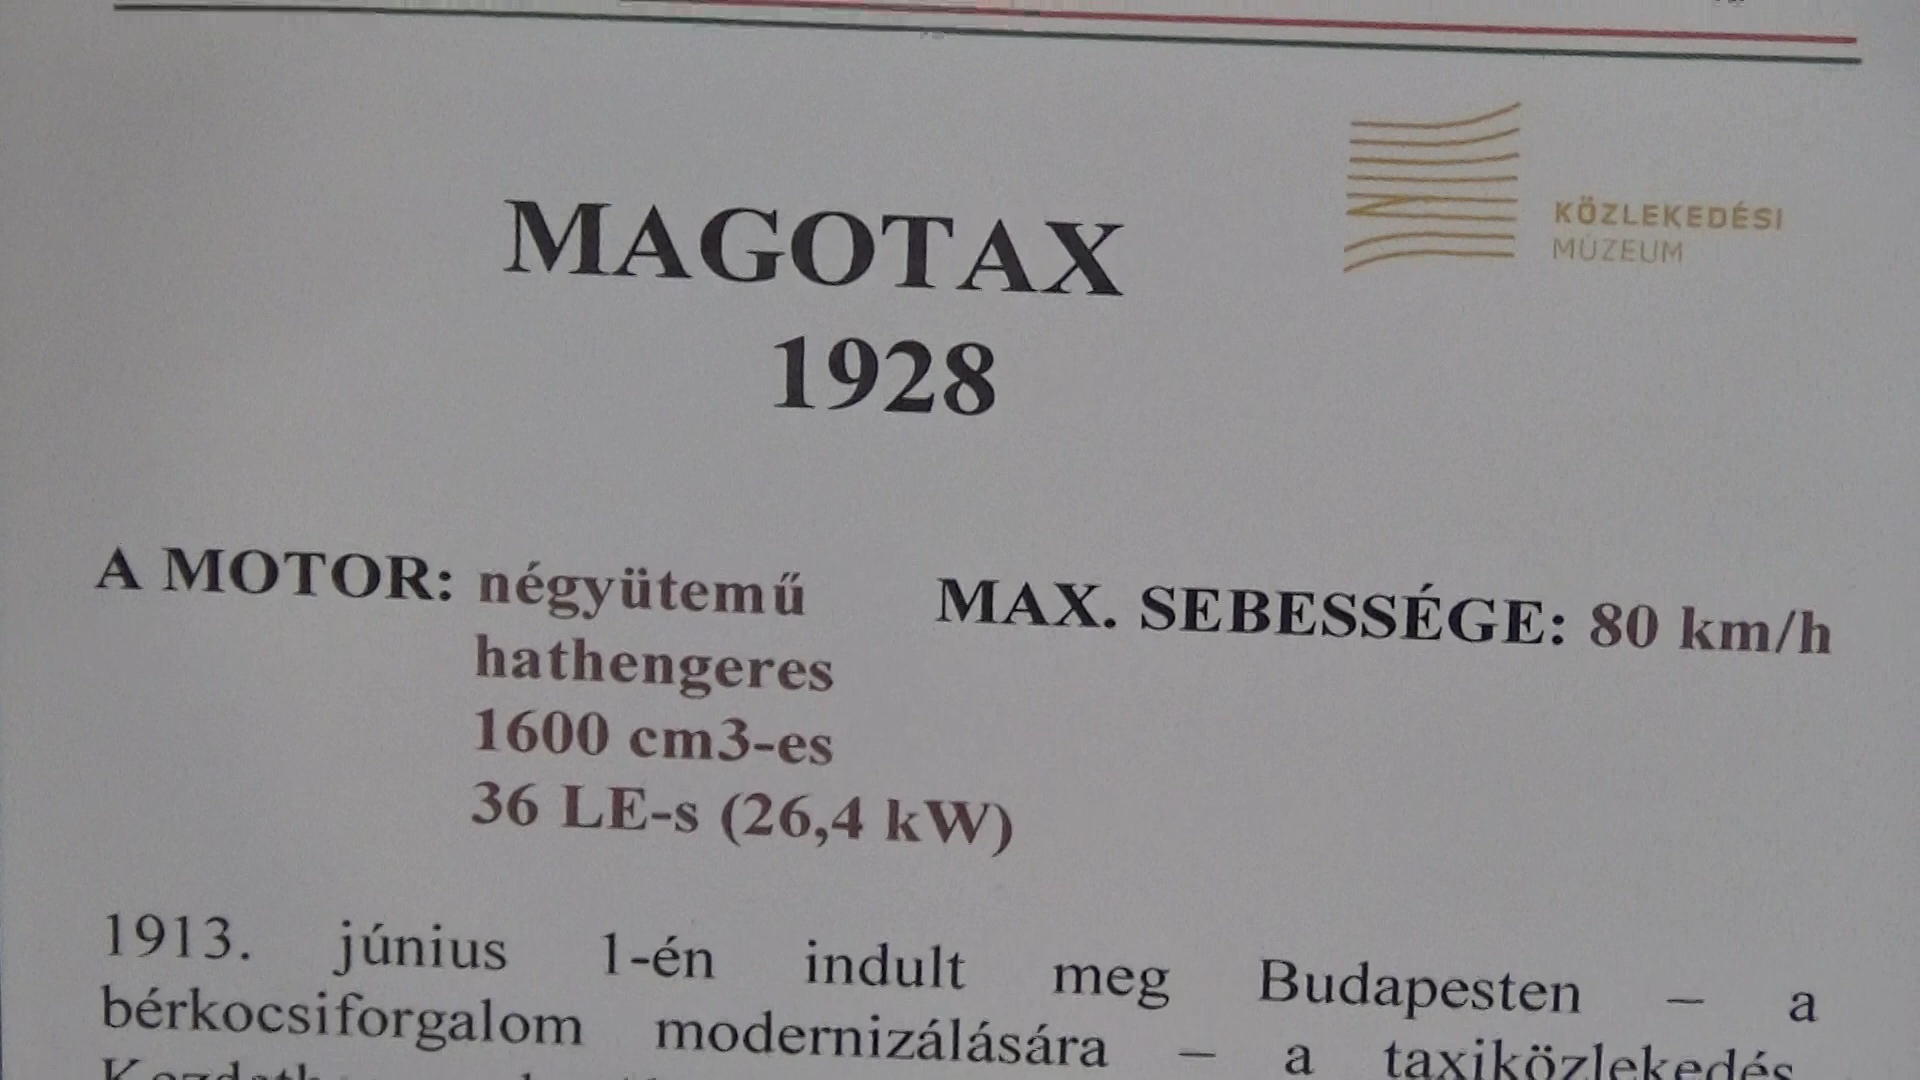 KÖZLEKEDÉSI
MÚZEUM
MAGOTAX
1928
A MOTOR: négyütemű
hathengeres
1600 cm3-es
36 LE-s (26,4 kW)
MAX. SEBESSÉGE: 80 km/h
1913. június 1-én indult meg Budapesten – a
bérkocsiforgalom modernizálására – a taxiközlekedés